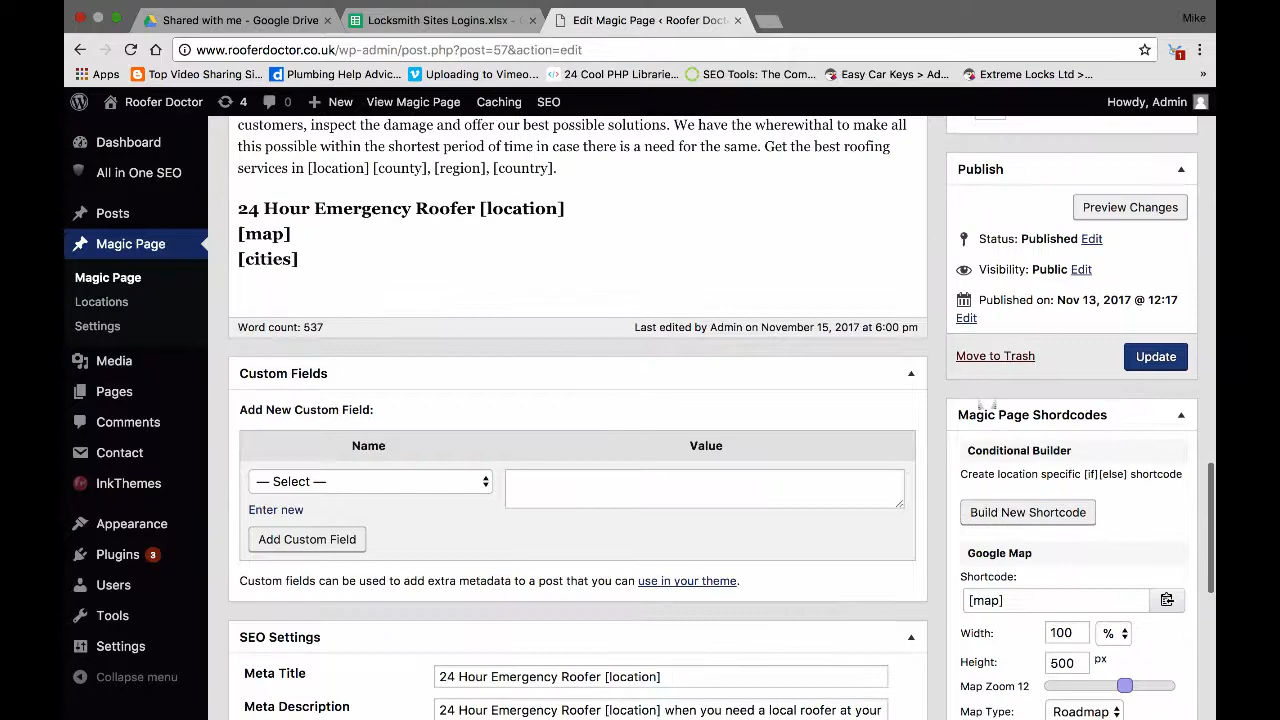 Shared with me - Google Drive
Locksmith Sites Logins.xlsx -
Edit Magic Page ‹ Roofer Doct
Mike
www.rooferdoctor.co.uk/wp-admin/post.php?post=57&action=edit
1
Apps
Top Video Sharing Si...
Plumbing Help Advic...
Uploading to Vimeo...
24 Cool PHP Librarie...
SEO Tools: The Com...
Easy Car Keys > Ad...
Extreme Locks Ltd >...
»
Roofer Doctor
4
0
New
View Magic Page
Caching
SEO
Howdy, Admin
Dashboard
All in One SEO
Posts
Magic Page
Magic Page
Locations
Settings
Media
Pages
Comments
Contact
InkThemes
Appearance
Plugins 3
Users
Tools
Settings
Collapse menu
customers, inspect the damage and offer our best possible solutions. We have the wherewithal to make all
this possible within the shortest period of time in case there is a need for the same. Get the best roofing
services in [location] [county], [region], [country].
24 Hour Emergency Roofer [location]
[map]
[cities]
Word count: 537
Last edited by Admin on November 15, 2017 at 6:00 pm
Custom Fields
Add New Custom Field:
Name
Value
— Select —
Enter new
Add Custom Field
Custom fields can be used to add extra metadata to a post that you can use in your theme.
SEO Settings
Meta Title
24 Hour Emergency Roofer [location]
Meta Description
24 Hour Emergency Roofer [location] when you need a local roofer at your
Publish
Preview Changes
Status: Published Edit
Visibility: Public Edit
Published on: Nov 13, 2017 @ 12:17
Edit
Move to Trash
Update
Magic Page Shordcodes
Conditional Builder
Create location specific [if][else] shortcode
Build New Shortcode
Google Map
Shortcode:
[map]
Width:
100
%
Height:
500
px
Map Zoom 12
Map Type:
Roadmap